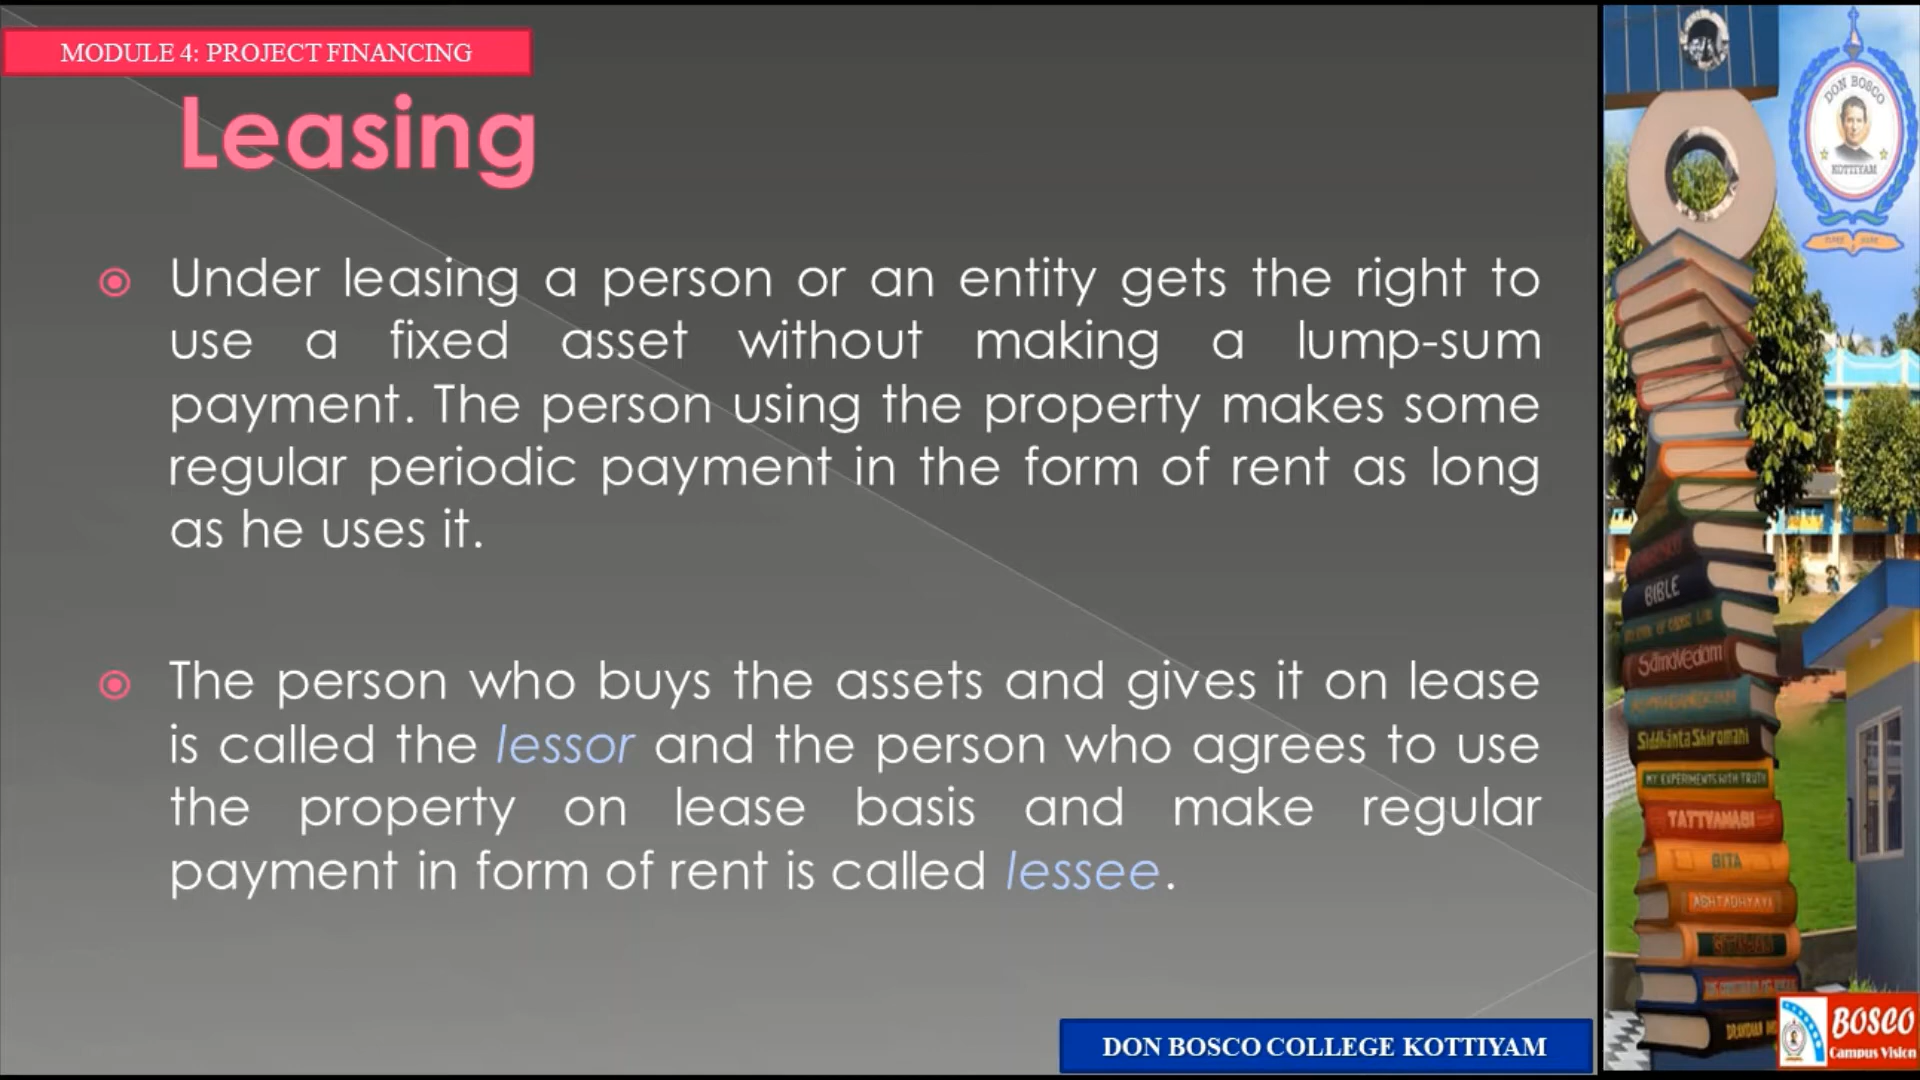 MODULE 4: PROJECT FINANCING
Leasing
Under leasing a person or an entity gets the right to
use a fixed asset without making a lump-sum
payment. The person using the property makes some
regular periodic payment in the form of rent as long
as he uses it.
The person who buys the assets and gives it on lease
is called the lessor and the person who agrees to use
the property on lease basis and make regular
payment in form of rent is called lessee.
DON BOSCO COLLEGE KOTTIYAM
DON BOSCO
KOTTIYAM
BIBLE
SamaVedam
Siddhanta Shiromani
MY EXPERIMENTS WITH TRUTH
GITA
ASHTADHYAYI
BOSCO
Campus Vision